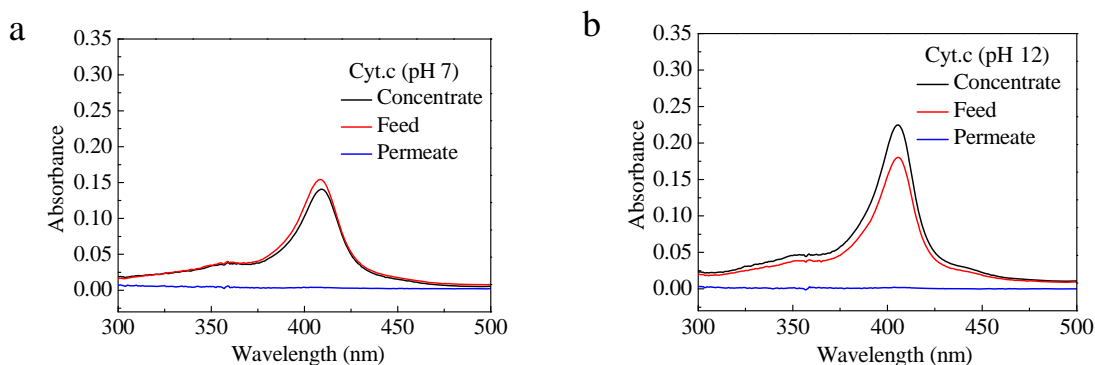 a
0.35
0.30
0.25
0.20
0.15
0.10
0.05
0.00
Absorbance
Cyt.c (pH 7)
Concentrate
Feed
Permeate
300 350 400 450 500
Wavelength (nm)
b
0.35
0.30
0.25
0.20
0.15
0.10
0.05
0.00
Absorbance
Cyt.c (pH 12)
Concentrate
Feed
Permeate
300 350 400 450 500
Wavelength (nm)